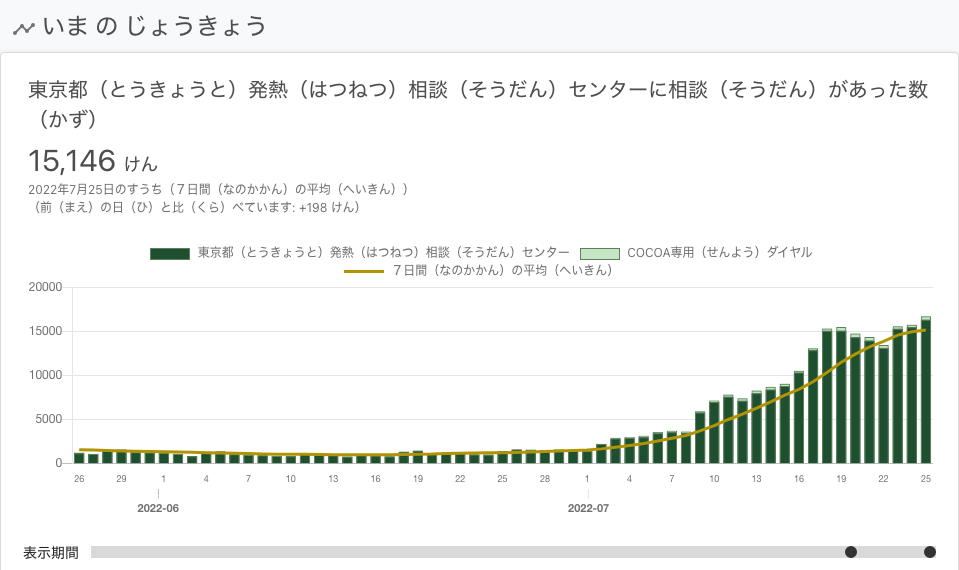 いま の じょうきょう
東京都（とうきょうと）発熱（はつねつ）相談（そうだん）センターに相談（そうだん）があった数
（かず）
15,146 けん
2022年7月25日のすうち（７日間（なのかかん）の平均（へいきん））
（前（まえ）の日（ひ）と比（くら）べています: +198 けん）
東京都（とうきょうと）発熱（はつねつ）相談（そうだん）センター COCOA専用（せんよう）ダイヤル
７日間（なのかかん）の平均（へいきん）
20000
15000
10000
5000
0
26 29 1 4 7 10 13 16 19 22 25 28 1 4 7 10 13 16 19 22 25
2022-06 2022-07
表示期間